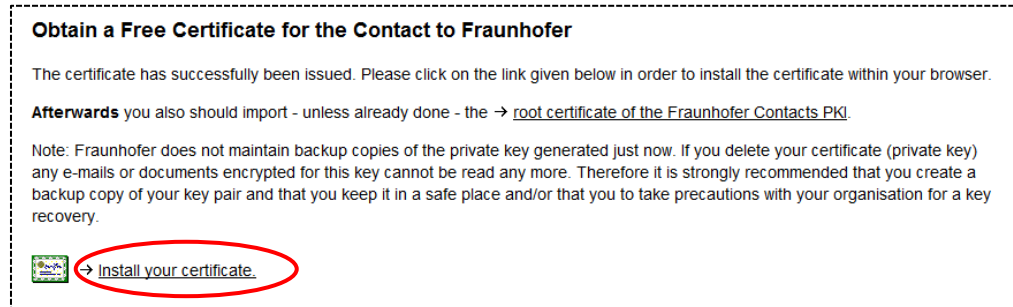 Obtain a Free Certificate for the Contact to Fraunhofer
The certificate has successfully been issued. Please click on the link given below in order to install the certificate within your browser.
Afterwards you also should import - unless already done - the → root certificate of the Fraunhofer Contacts PKI.
Note: Fraunhofer does not maintain backup copies of the private key generated just now. If you delete your certificate (private key)
any e-mails or documents encrypted for this key cannot be read any more. Therefore it is strongly recommended that you create a
backup copy of your key pair and that you keep it in a safe place and/or that you to take precautions with your organisation for a key
recovery.
→ Install your certificate.